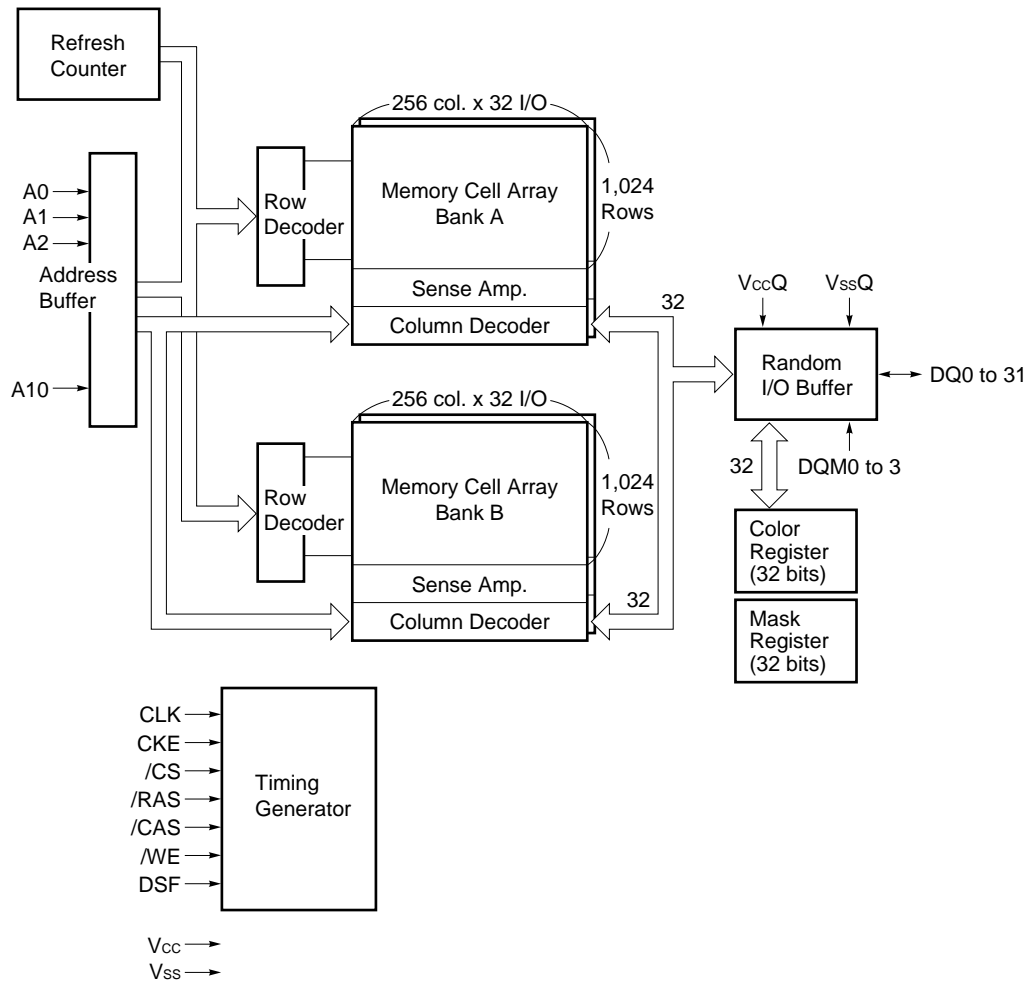 Refresh
Counter
256 col. x 32 I/O
A0
A1
A2
Address
Buffer
A10
Row
Decoder
Memory Cell Array
Bank A
1,024
Rows
Sense Amp.
Column Decoder
32
VCCQ
VSSQ
Random
I/O Buffer
DQ0 to 31
256 col. x 32 I/O
Row
Decoder
Memory Cell Array
Bank B
1,024
Rows
Sense Amp.
Column Decoder
32
32
DQM0 to 3
Color
Register
(32 bits)
Mask
Register
(32 bits)
CLK
CKE
/CS
/RAS
/CAS
/WE
DSF
Timing
Generator
VCC
VSS